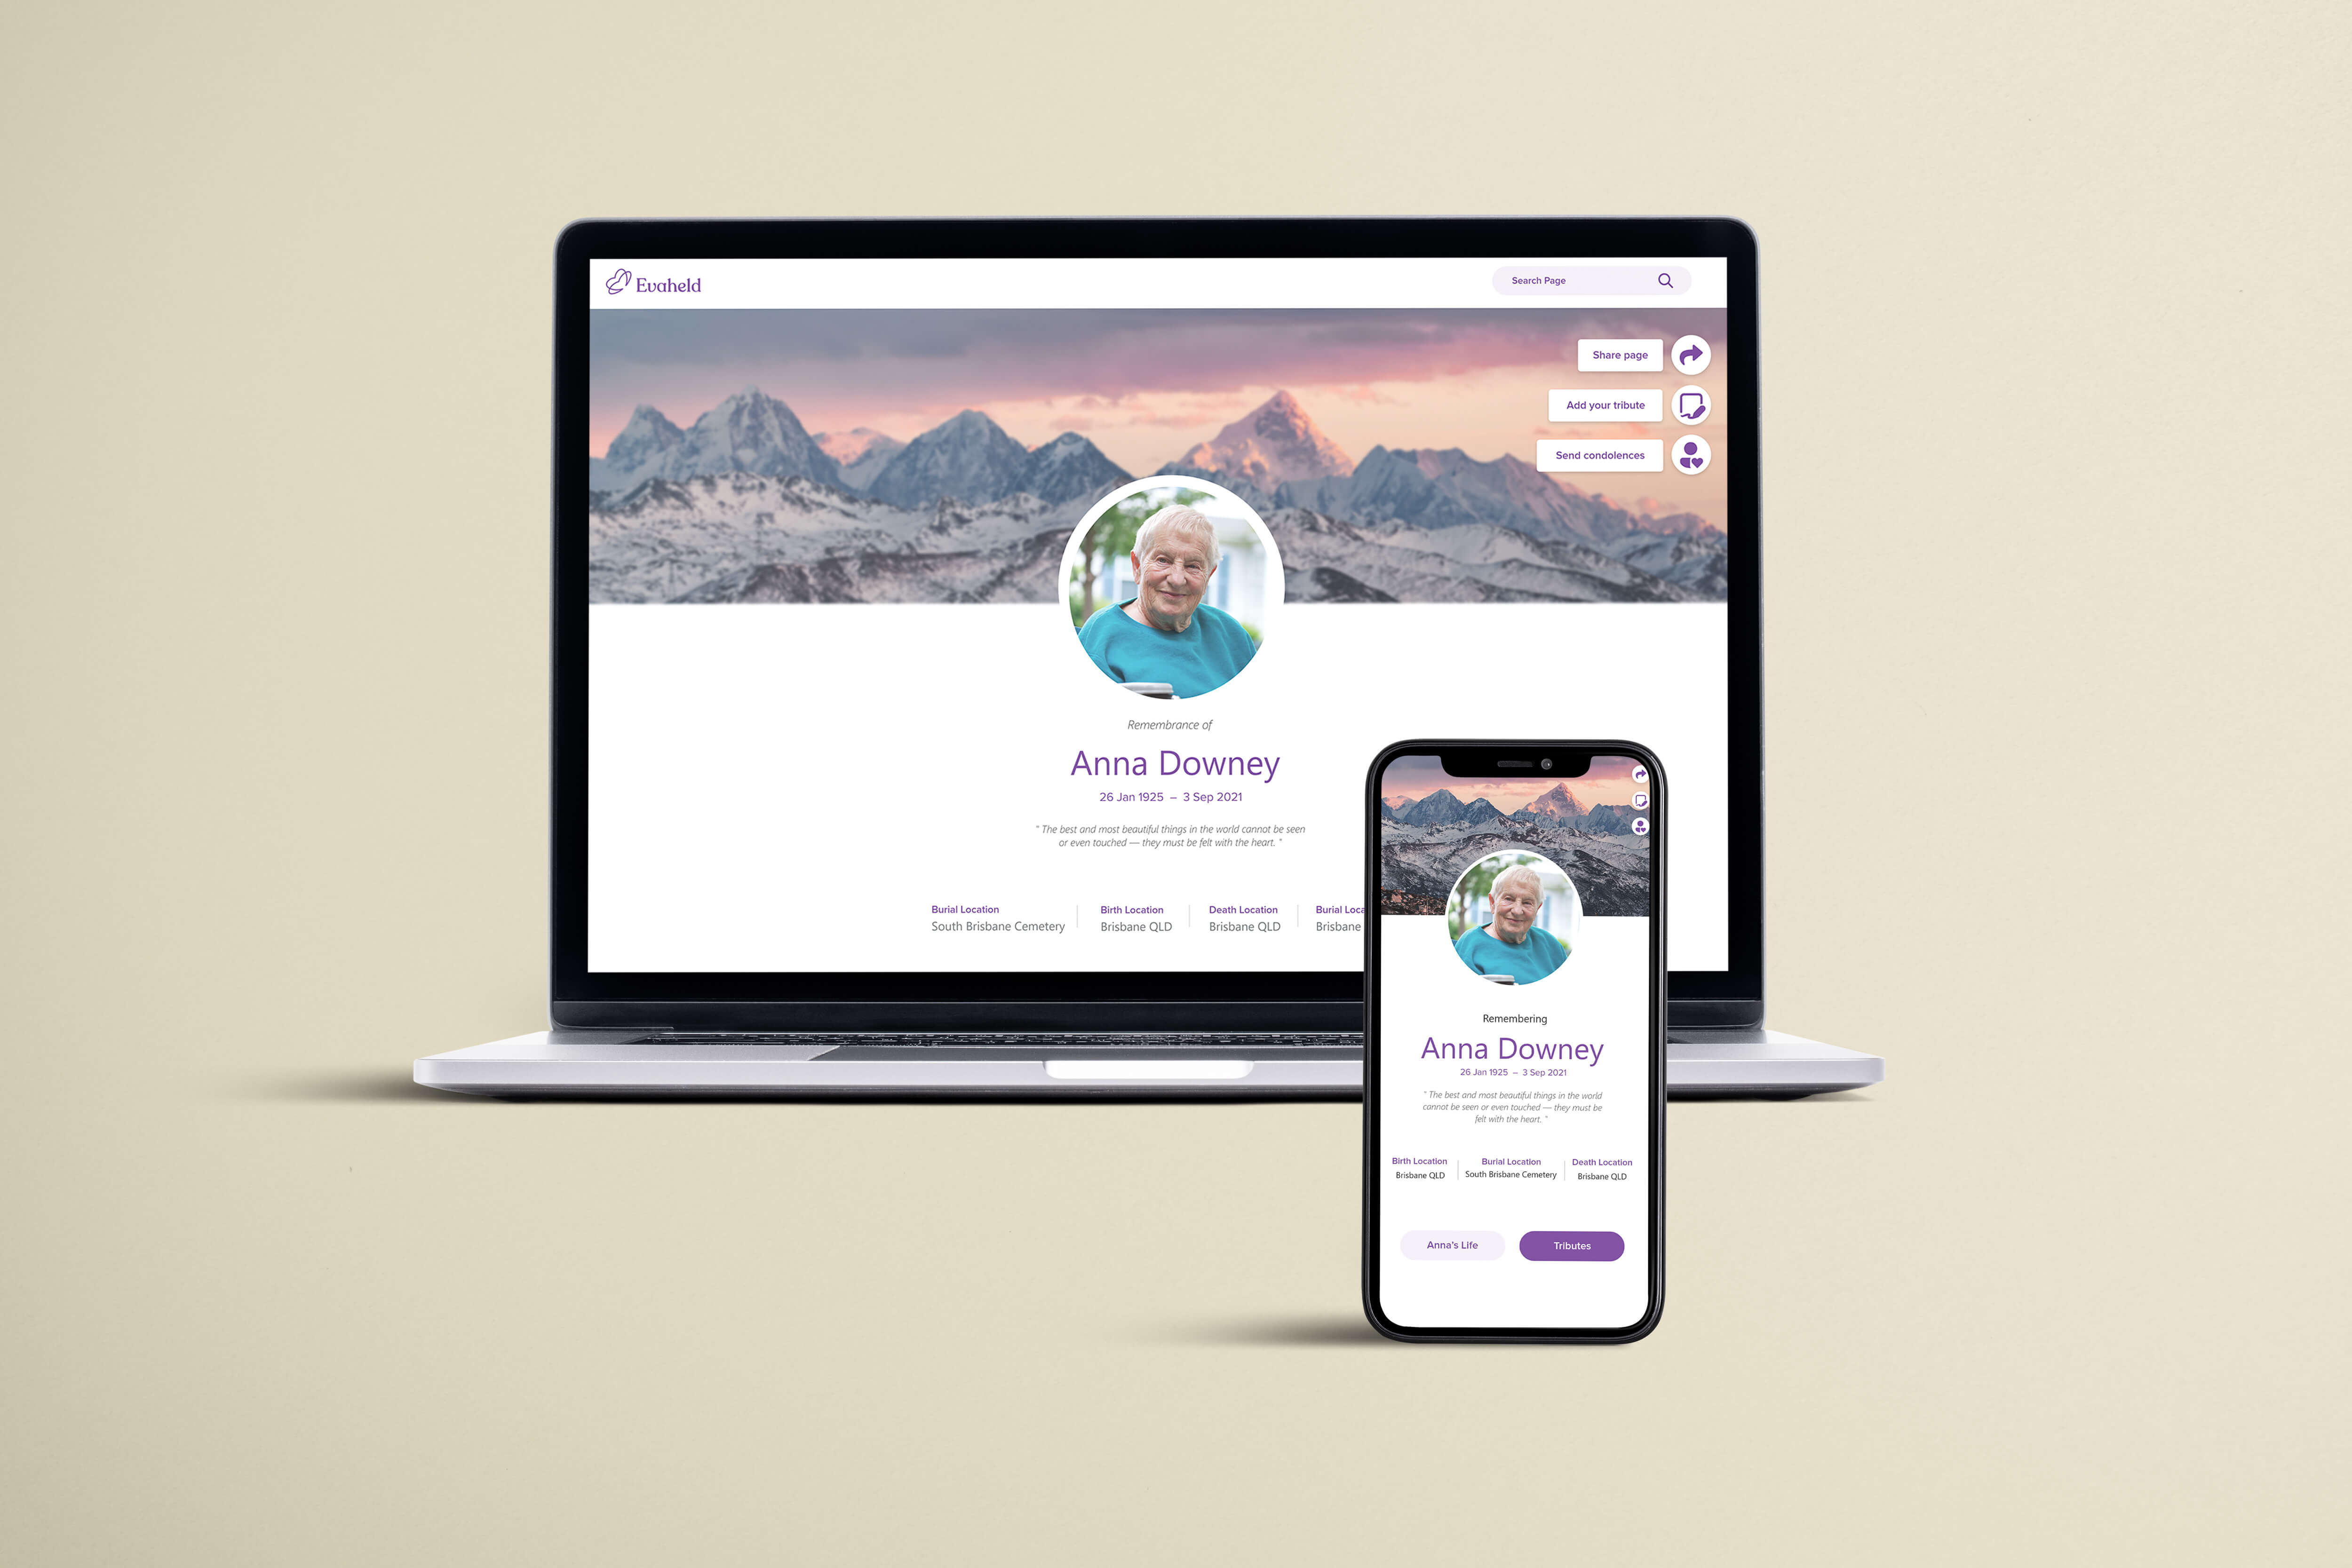 Evaheld
Search Page
Share page
Add your tribute
Send condolences
Remembrance of
Anna Downey
26 Jan 1925 – 3 Sep 2021
" The best and most beautiful things in the world cannot be seen
or even touched — they must be felt with the heart. "
Burial Location
South Brisbane Cemetery
Birth Location
Brisbane QLD
Death Location
Brisbane QLD
Burial Loca
Brisbane
Remembering
Anna Downey
26 Jan 1925 – 3 Sep 2021
" The best and most beautiful things in the world
cannot be seen or even touched — they must be
felt with the heart. "
Birth Location
Brisbane QLD
Burial Location
South Brisbane Cemetery
Death Location
Brisbane QLD
Anna's Life
Tributes